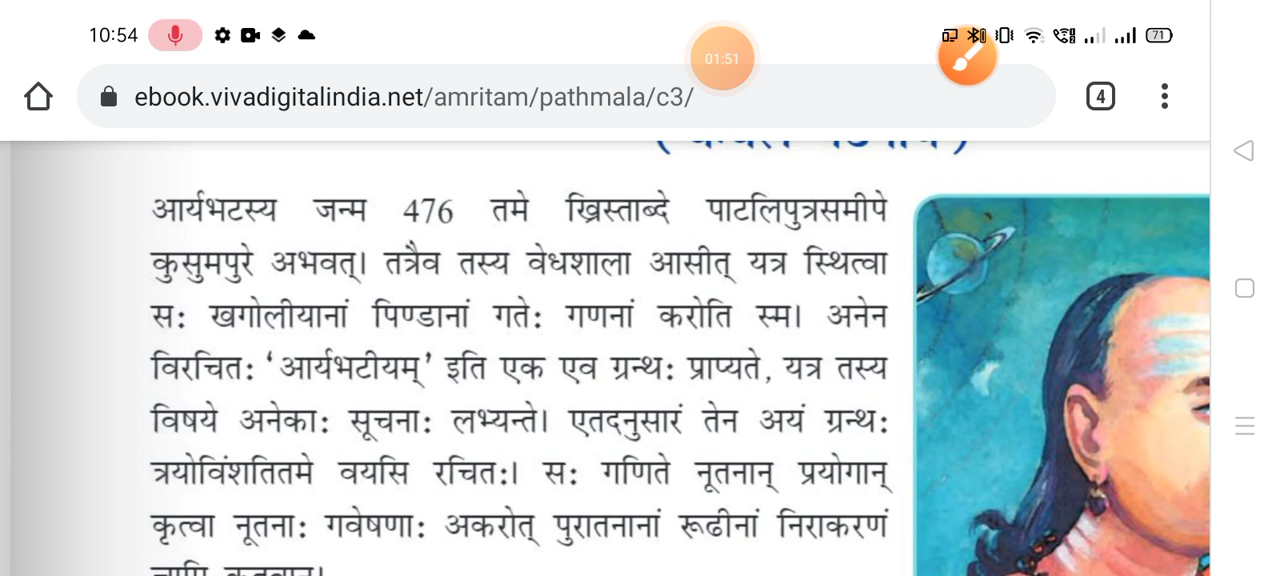 10:54
01:51
71
ebook.vivadigitalindia.net/amritam/pathmala/c3/
4
आर्यभटस्य जन्म 476 तमे ख्रिस्ताब्दे पाटलिपुत्रसमीपे
कुसुमपुरे अभवत्। तत्रैव तस्य वेधशाला आसीत् यत्र स्थित्वा
सः खगोलीयानां पिण्डानां गतेः गणनां करोति स्म। अनेन
विरचितः ‘आर्यभटीयम्’ इति एक एव ग्रन्थः प्राप्यते, यत्र तस्य
विषये अनेकाः सूचनाः लभ्यन्ते। एतदनुसारं तेन अयं ग्रन्थः
त्रयोविंशतितमे वयसि रचितः। सः गणिते नूतनान् प्रयोगान्
कृत्वा नूतनाः गवेषणाः अकरोत् पुरातनानां रूढीनां निराकरणं